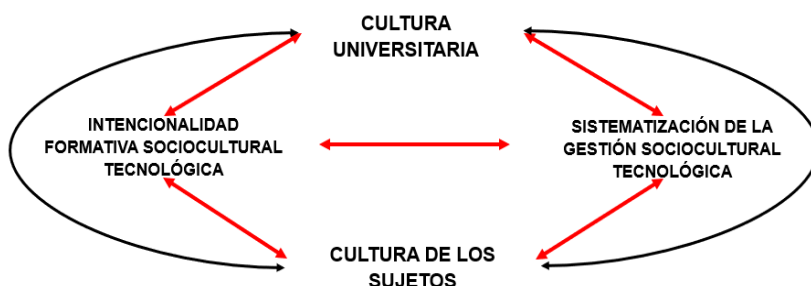 CULTURA
UNIVERSITARIA
INTENCIONALIDAD
FORMATIVA SOCIOCULTURAL
TECNOLÓGICA
SISTEMATIZACIÓN DE LA
GESTIÓN SOCIOCULTURAL
TECNOLÓGICA
CULTURA DE LOS
SUJETOS